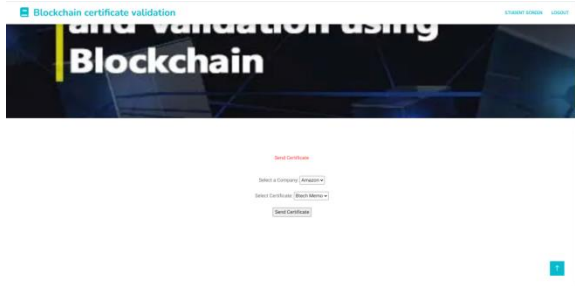 Blockchain certificate validation
STUDENT SCREEN LOGOUT
and validation using
Blockchain
Send Certificate
Select a Company Amazon
Select Certificate Btech Memo
Send Certificate